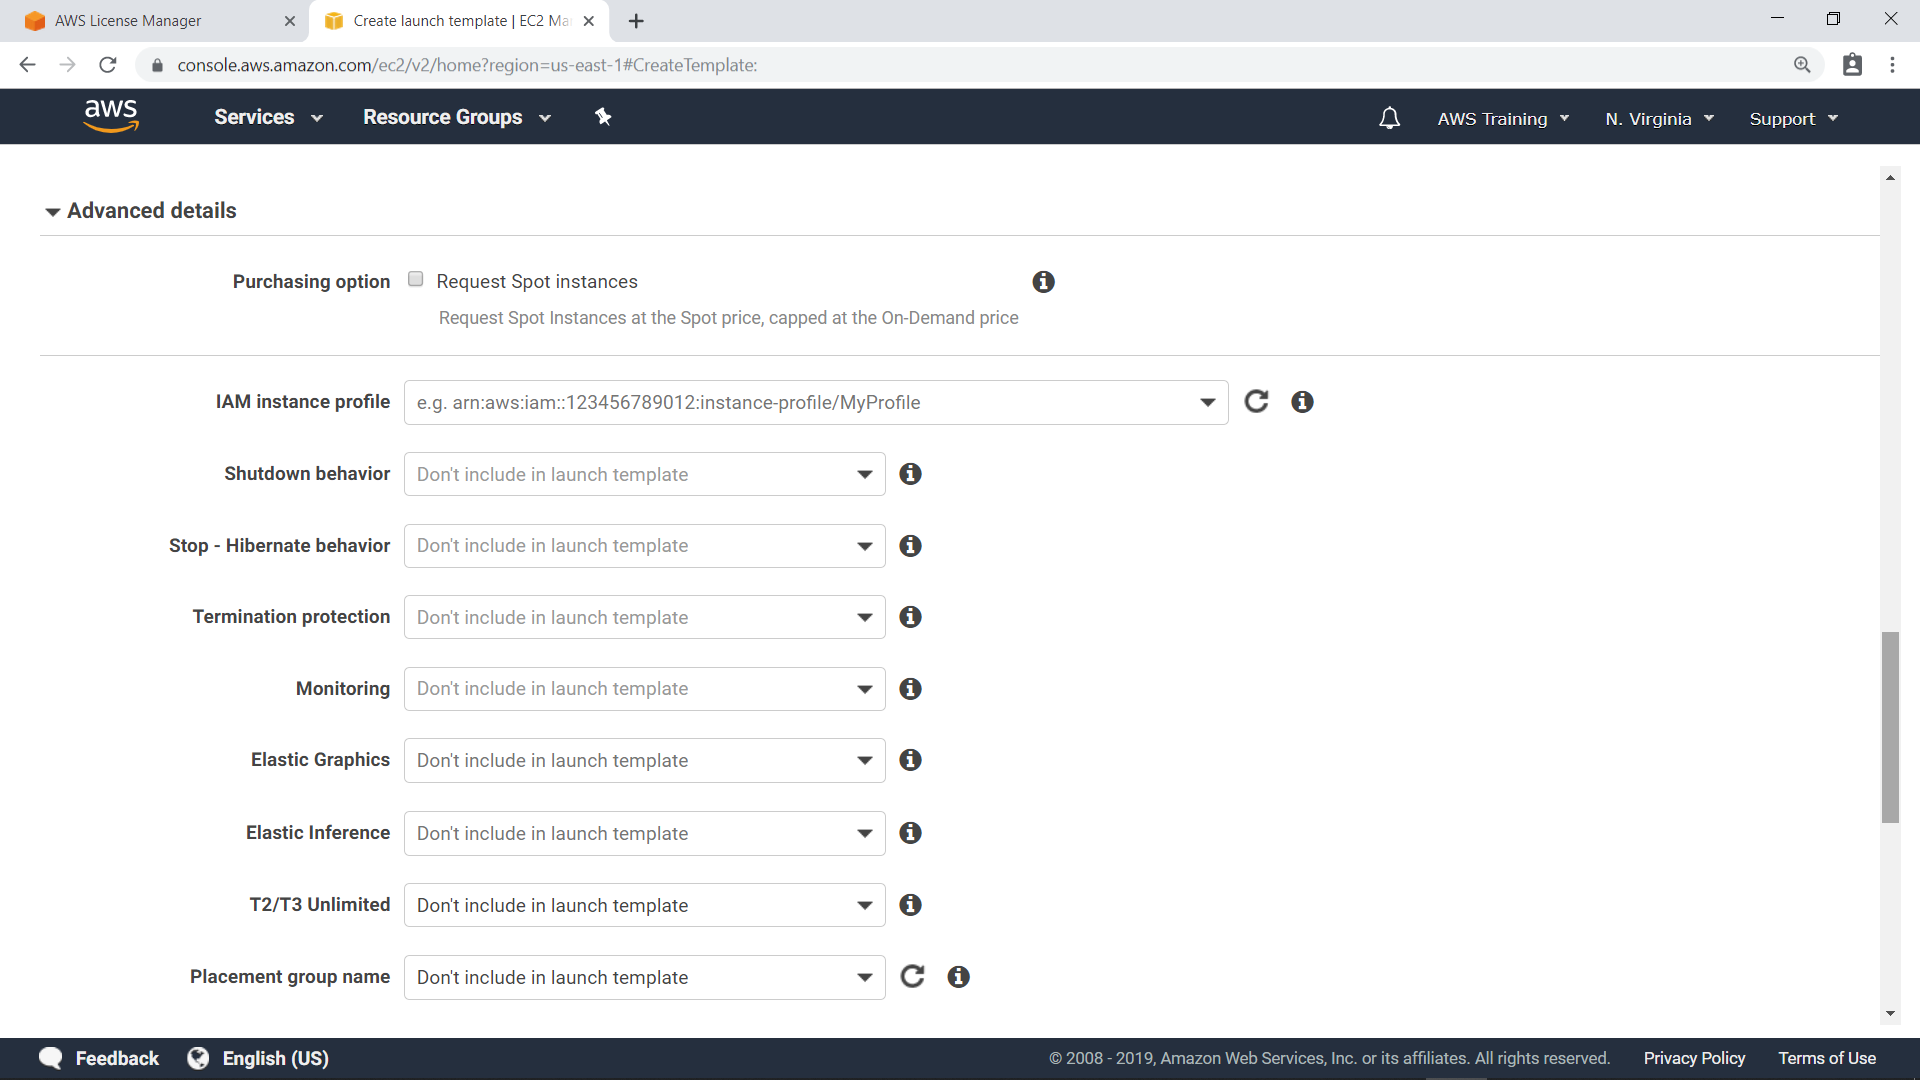 AWS License Manager
Create launch template | EC2 Ma
console.aws.amazon.com/ec2/v2/home?region=us-east-1#CreateTemplate:
aws Services Resource Groups AWS Training N. Virginia Support
Advanced details
Purchasing option Request Spot instances
Request Spot Instances at the Spot price, capped at the On-Demand price
IAM instance profile e.g. arn:aws:iam::123456789012:instance-profile/MyProfile
Shutdown behavior Don't include in launch template
Stop - Hibernate behavior Don't include in launch template
Termination protection Don't include in launch template
Monitoring Don't include in launch template
Elastic Graphics Don't include in launch template
Elastic Inference Don't include in launch template
T2/T3 Unlimited Don't include in launch template
Placement group name Don't include in launch template
Feedback English (US) © 2008 - 2019, Amazon Web Services, Inc. or its affiliates. All rights reserved. Privacy Policy Terms of Use